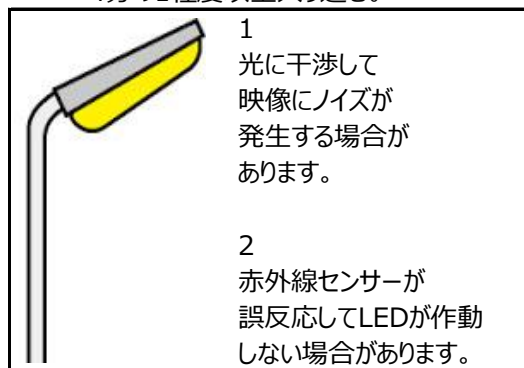 1
光に干渉して
映像にノイズが
発生する場合が
あります。
2
赤外線センサーが
誤反応してLEDが作動
しない場合があります。